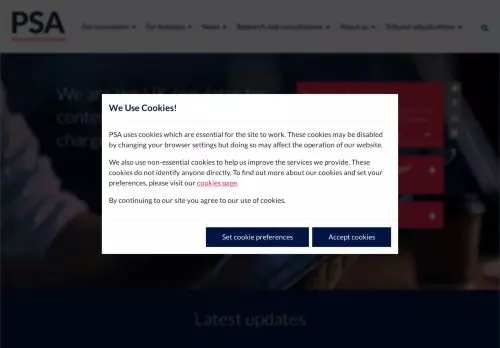 PSA
For consumers
For business
News
Research and consultations
About us
Tribunal adjudications
We are the UK regulator for
We Use Cookies!
PSA uses cookies which are essential for the site to work. These cookies may be disabled
by changing your browser settings but doing so may affect the operation of our website.
We also use non-essential cookies to help us improve the services we provide. These
cookies do not identify anyone directly. To find out more about our cookies and set your
preferences, please visit our cookies page.
By continuing to our site you agree to our use of cookies.
Set cookie preferences
Accept cookies
Latest updates